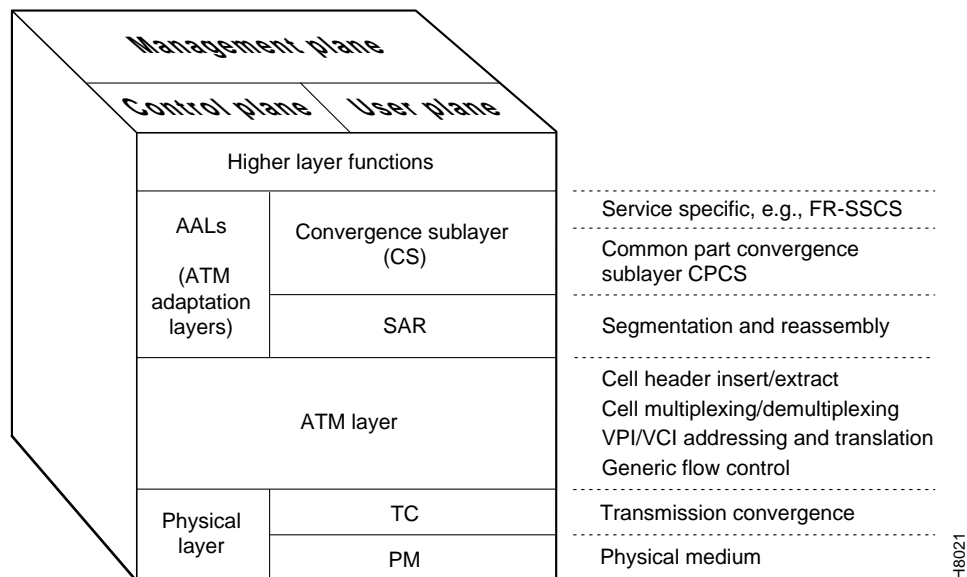 Management plane
Control plane
User plane
Higher layer functions
AALs
(ATM
adaptation
layers)
Convergence sublayer
(CS)
SAR
ATM layer
Physical
layer
TC
PM
Service specific, e.g., FR-SSCS
Common part convergence
sublayer CPCS
Segmentation and reassembly
Cell header insert/extract
Cell multiplexing/demultiplexing
VPI/VCI addressing and translation
Generic flow control
Transmission convergence
Physical medium
H8021